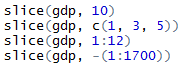 slice(gdp, 10)
slice(gdp, c(1, 3, 5)
slice(gdp, 1:12)
slice(gdp, -(1:1700))